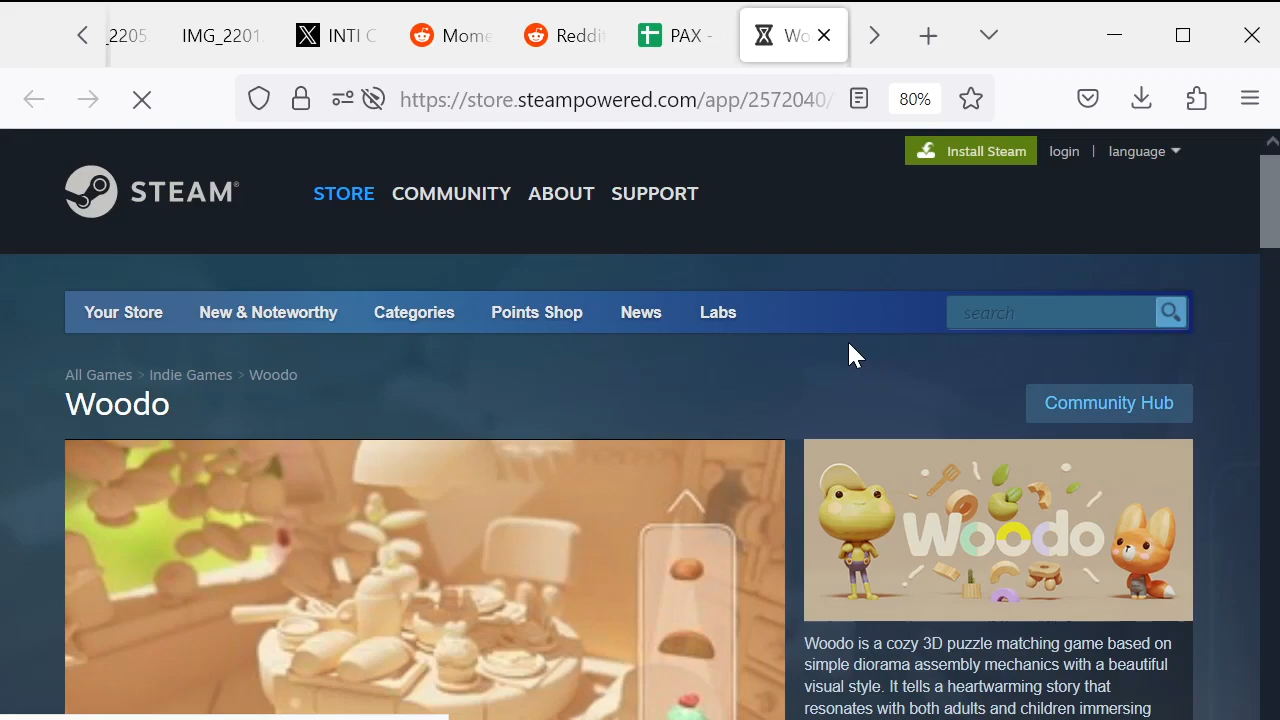 _2205
IMG_2201.
INTI C
Mome
Reddi
PAX -
Wo
https://store.steampowered.com/app/2572040/
80%
Install Steam
login | language
STEAM®
STORE COMMUNITY ABOUT SUPPORT
Your Store New & Noteworthy Categories Points Shop News Labs search
All Games > Indie Games > Woodo
Woodo
Community Hub
Woodo
Woodo is a cozy 3D puzzle matching game based on
simple diorama assembly mechanics with a beautiful
visual style. It tells a heartwarming story that
resonates with both adults and children immersing